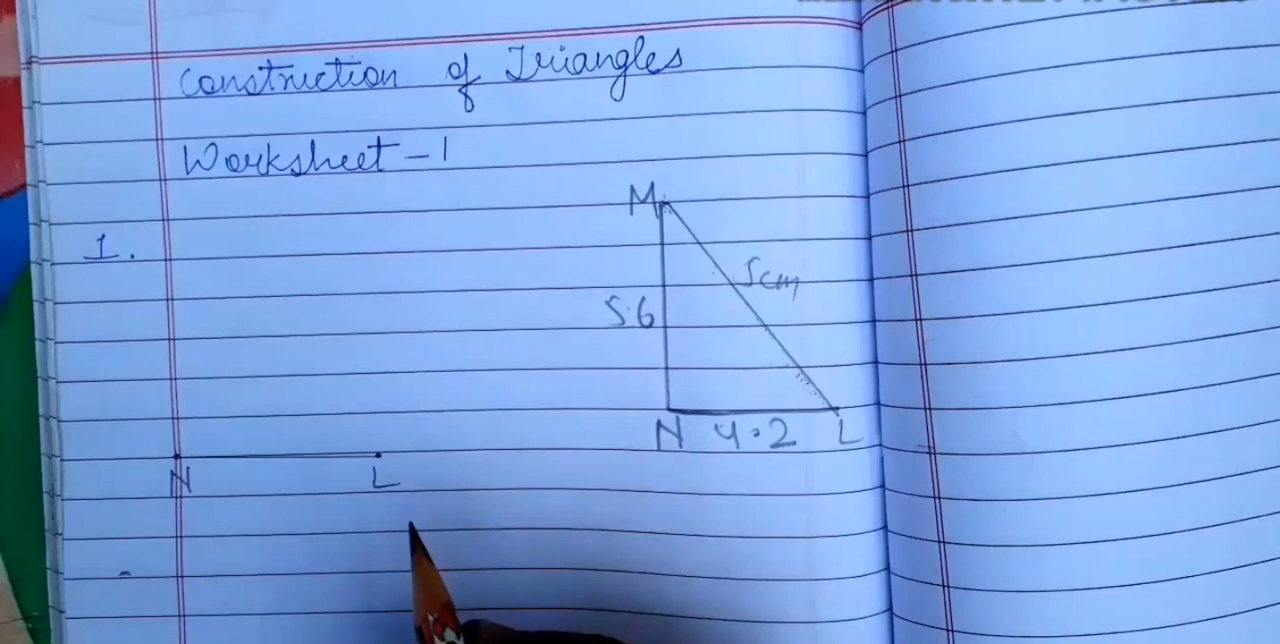 Construction of Triangles
Worksheet - 1
1.
M
5cm
5.6
N 4.2 L
N L